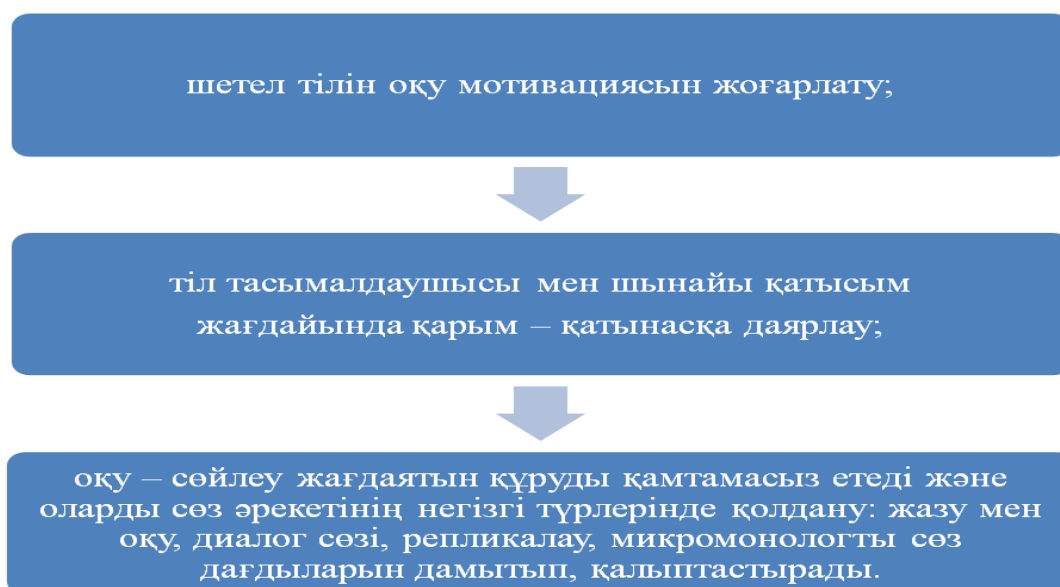 шетел тілін оқу мотивациясын жоғарлату;
тіл тасымалдаушысы мен шынайы қатысым
жағдайында қарым – қатынасқа даярлау;
оқу – сөйлеу жағдаятын құруды қамтамасыз етеді және
оларды сөз әрекетінің негізгі түрлерінде қолдану: жазу мен
оқу, диалог сөзі, репликалау, микромонологты сөз
дағдыларын дамытып, қалыптастырады.